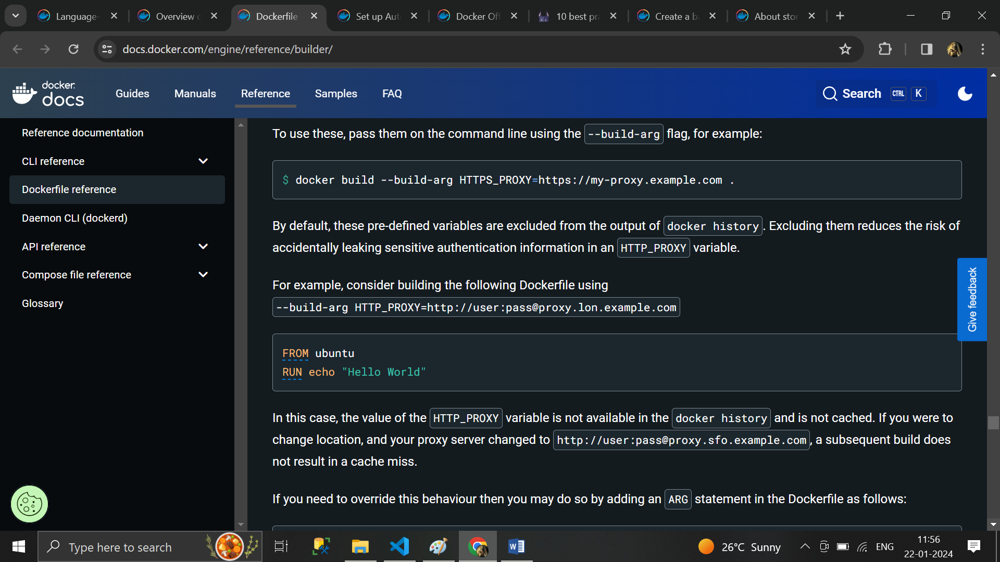 Language-
Overview c
Dockerfile
Set up Aut
Docker Off
10 best pra
Create a ba
About stor
docs.docker.com/engine/reference/builder/
docker
docs
Guides
Manuals
Reference
Samples
FAQ
Search
CTRL
K
Reference documentation
CLI reference
Dockerfile reference
Daemon CLI (dockerd)
API reference
Compose file reference
Glossary
To use these, pass them on the command line using the --build-arg flag, for example:
$ docker build --build-arg HTTPS_PROXY=https://my-proxy.example.com .
By default, these pre-defined variables are excluded from the output of docker history. Excluding them reduces the risk of
accidentally leaking sensitive authentication information in an HTTP_PROXY variable.
For example, consider building the following Dockerfile using
--build-arg HTTP_PROXY=http://user:pass@proxy.lon.example.com
FROM ubuntu
RUN echo "Hello World"
In this case, the value of the HTTP_PROXY variable is not available in the docker history and is not cached. If you were to
change location, and your proxy server changed to http://user:pass@proxy.sfo.example.com, a subsequent build does
not result in a cache miss.
If you need to override this behaviour then you may do so by adding an ARG statement in the Dockerfile as follows:
Give feedback
Type here to search
26°C Sunny
ENG
11:56
22-01-2024